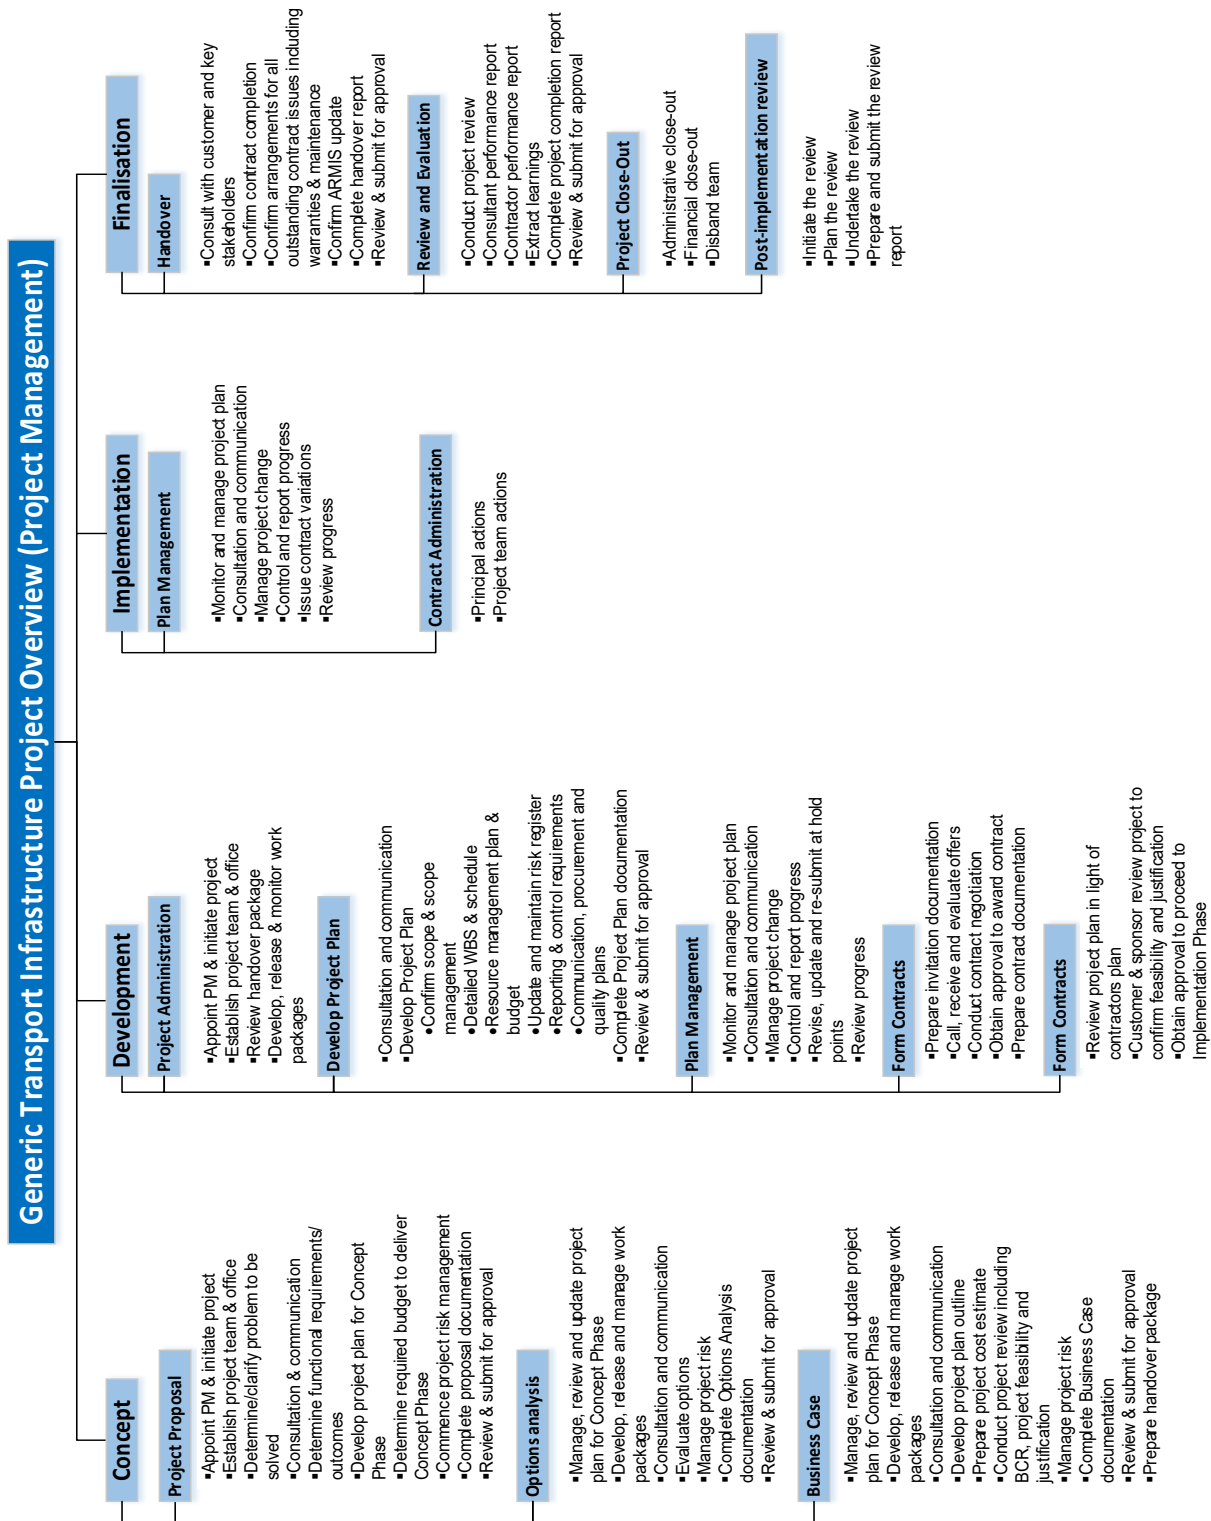 Generic Transport Infrastructure Project Overview (Project Management)
Concept
Project Proposal
▪Appoint PM & initiate project
▪Establish project team & office
▪Determine/clarify problem to be
solved
▪Consultation & communication
▪Determine functional requirements/
outcomes
▪Develop project plan for Concept
Phase
▪Determine required budget to deliver
Concept Phase
▪Commence project risk management
▪Complete proposal documentation
▪Review & submit for approval
Options analysis
▪Manage, review and update project
plan for Concept Phase
▪Develop, release and manage work
packages
▪Consultation and communication
▪Evaluate options
▪Manage project risk
▪Complete Options Analysis
documentation
▪Review & submit for approval
Business Case
▪Manage, review and update project
plan for Concept Phase
▪Develop, release and manage work
packages
▪Consultation and communication
▪Develop project plan outline
▪Prepare project cost estimate
▪Conduct project review including
BCR, project feasibility and
justification
▪Manage project risk
▪Complete Business Case
documentation
▪Review & submit for approval
▪Prepare handover package
Development
Project Administration
▪Appoint PM & initiate project
▪Establish project team & office
▪Review handover package
▪Develop, release & monitor work
packages
Develop Project Plan
▪Consultation and communication
▪Develop Project Plan
●Confirm scope & scope
management
●Detailed WBS & schedule
●Resource management plan &
budget
●Update and maintain risk register
●Reporting & control requirements
●Communication, procurement and
quality plans
▪Complete Project Plan documentation
▪Review & submit for approval
Plan Management
▪Monitor and manage project plan
▪Consultation and communication
▪Manage project change
▪Control and report progress
▪Revise, update and re-submit at hold
points
▪Review progress
Form Contracts
▪Prepare invitation documentation
▪Call, receive and evaluate offers
▪Conduct contract negotiation
▪Obtain approval to award contract
▪Prepare contract documentation
Form Contracts
▪Review project plan in light of
contractors plan
▪Customer & sponsor review project to
confirm feasibility and justification
▪Obtain approval to proceed to
Implementation Phase
Implementation
Plan Management
▪Monitor and manage project plan
▪Consultation and communication
▪Manage project change
▪Control and report progress
▪Issue contract variations
▪Review progress
Contract Administration
▪Principal actions
▪Project team actions
Finalisation
Handover
▪Consult with customer and key
stakeholders
▪Confirm contract completion
▪Confirm arrangements for all
outstanding contract issues including
warranties & maintenance
▪Confirm ARMIS update
▪Complete handover report
▪Review & submit for approval
Review and Evaluation
▪Conduct project review
▪Consultant performance report
▪Contractor performance report
▪Extract learnings
▪Complete project completion report
▪Review & submit for approval
Project Close-Out
▪Administrative close-out
▪Financial close-out
▪Disband team
Post-implementation review
▪Initiate the review
▪Plan the review
▪Undertake the review
▪Prepare and submit the review
report